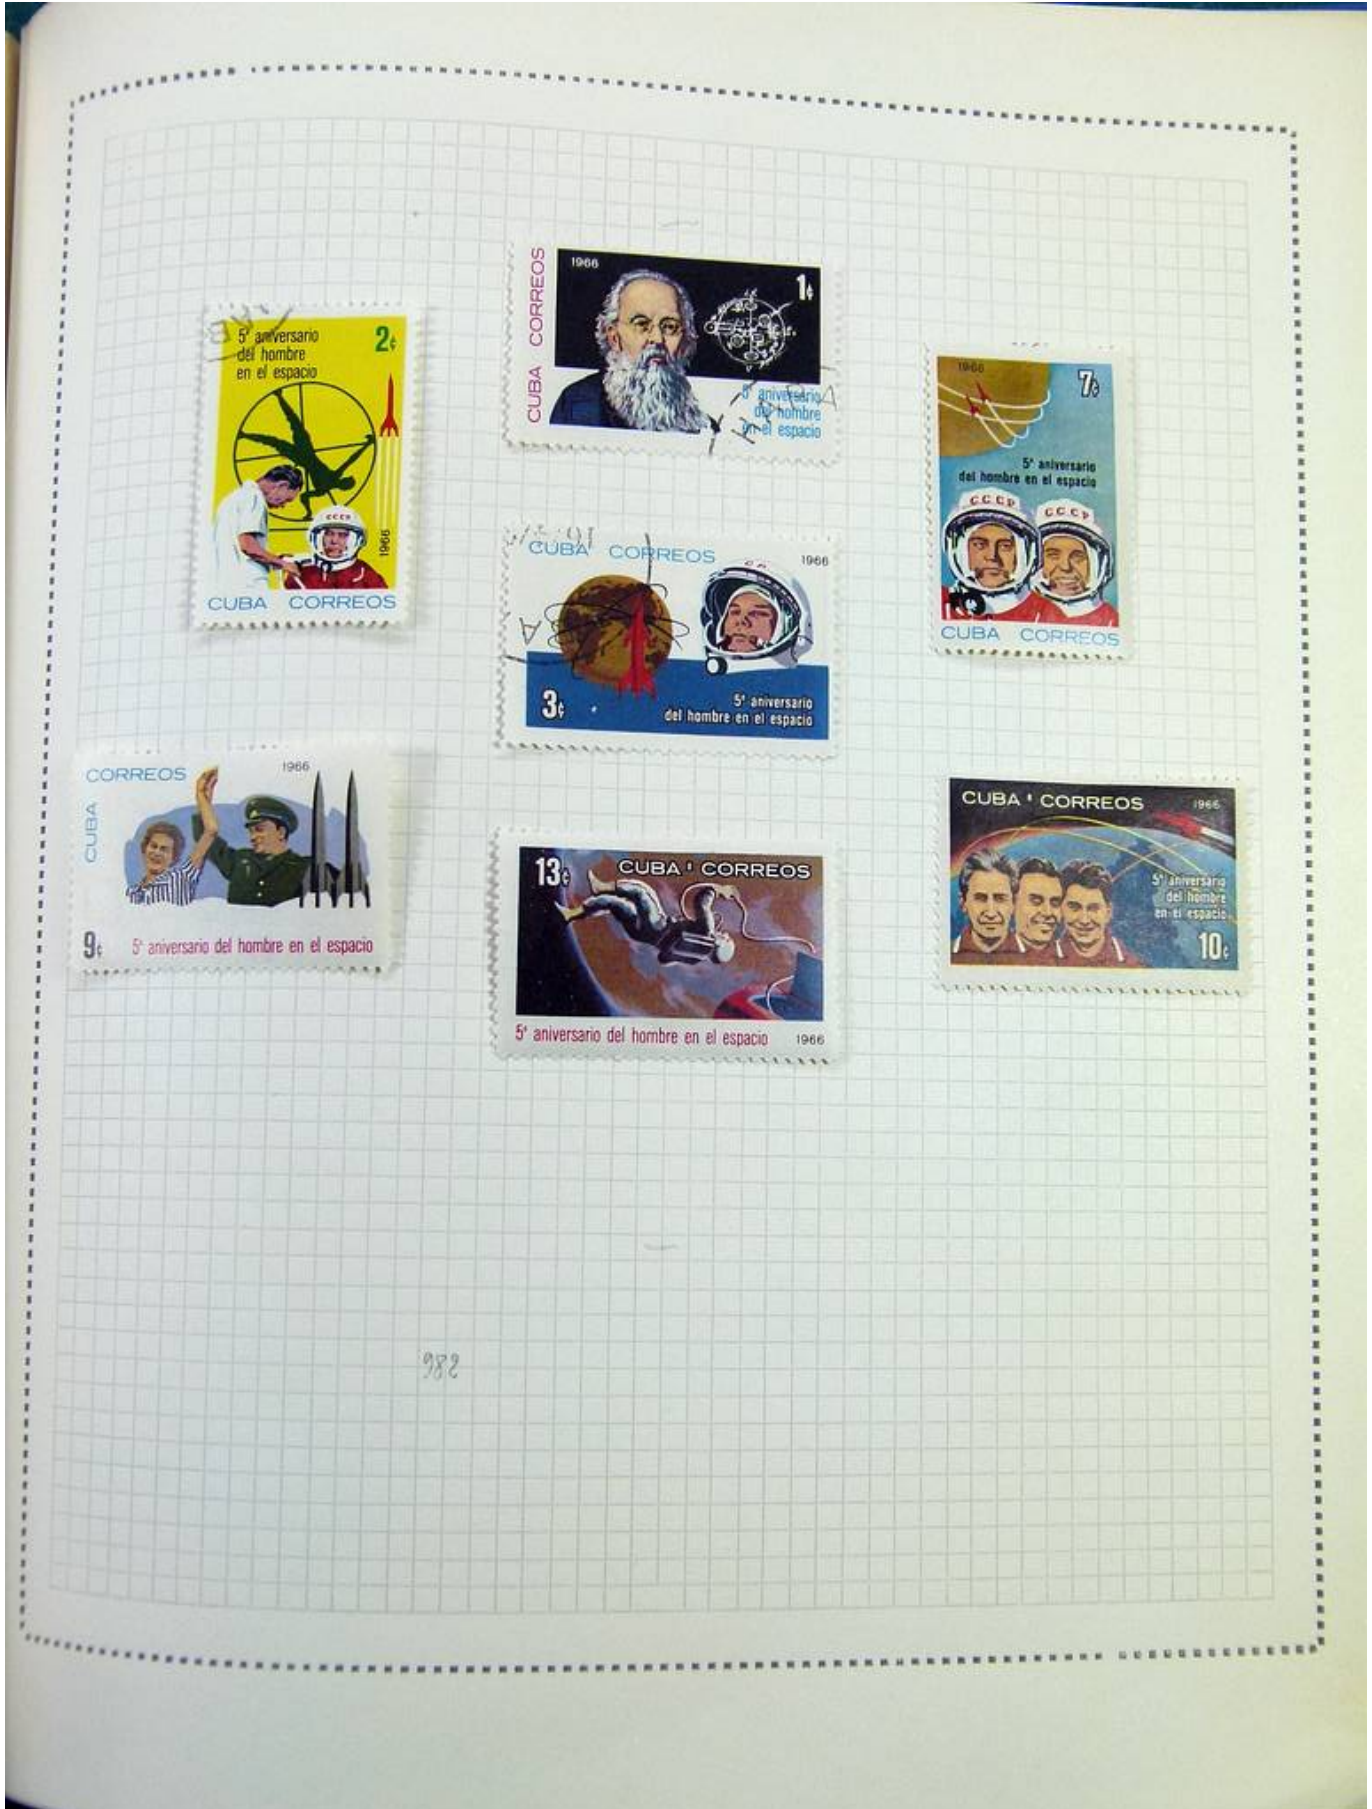 1966
1¢
CUBA CORREOS
5º aniversario
del hombre
en el espacio
5º aniversario
del hombre
en el espacio
2¢
CCCP
1966
CUBA CORREOS
1966
7¢
5º aniversario
del hombre en el espacio
CCCP
CCCP
CUBA CORREOS
CUBA CORREOS
1966
3¢
5º aniversario
del hombre en el espacio
CORREOS
1966
CUBA
9¢
5º aniversario del hombre en el espacio
13¢
CUBA CORREOS
5º aniversario del hombre en el espacio
1966
CUBA CORREOS
1966
5º aniversario
del hombre
en el espacio
10¢
982